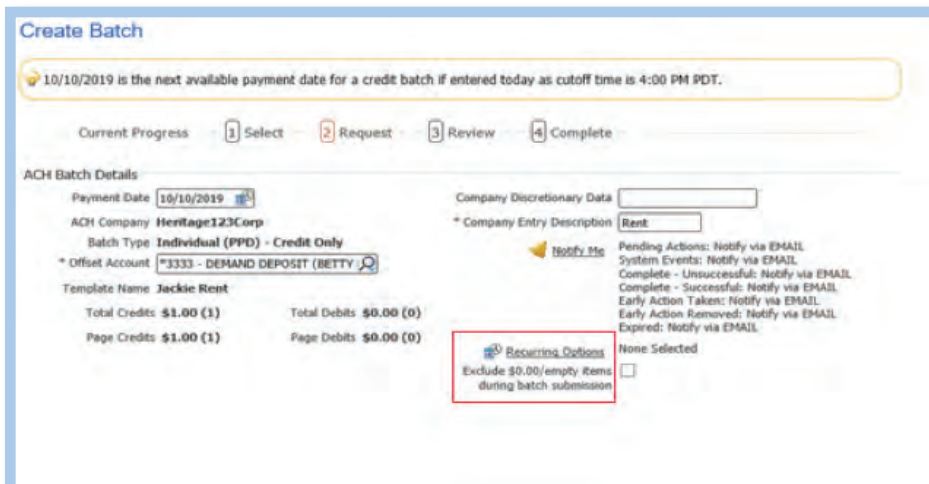 Create Batch
10/10/2019 is the next available payment date for a credit batch if entered today as cutoff time is 4:00 PM PDT.
Current Progress 1 Select 2 Request 3 Review 4 Complete
ACH Batch Details
Payment Date 10/10/2019
ACH Company Heritage123Corp
Batch Type Individual (PPD) - Credit Only
* Offset Account *3333 - DEMAND DEPOSIT (BETTY
Template Name Jackie Rent
Total Credits $1.00 (1) Total Debits $0.00 (0)
Page Credits $1.00 (1) Page Debits $0.00 (0)
Company Discretionary Data
* Company Entry Description Rent
Notify Me Pending Actions: Notify via EMAIL
System Events: Notify via EMAIL
Complete - Unsuccessful: Notify via EMAIL
Complete - Successful: Notify via EMAIL
Early Action Taken: Notify via EMAIL
Early Action Removed: Notify via EMAIL
Expired: Notify via EMAIL
Recurring Options None Selected
Exclude $0.00/empty items
during batch submission